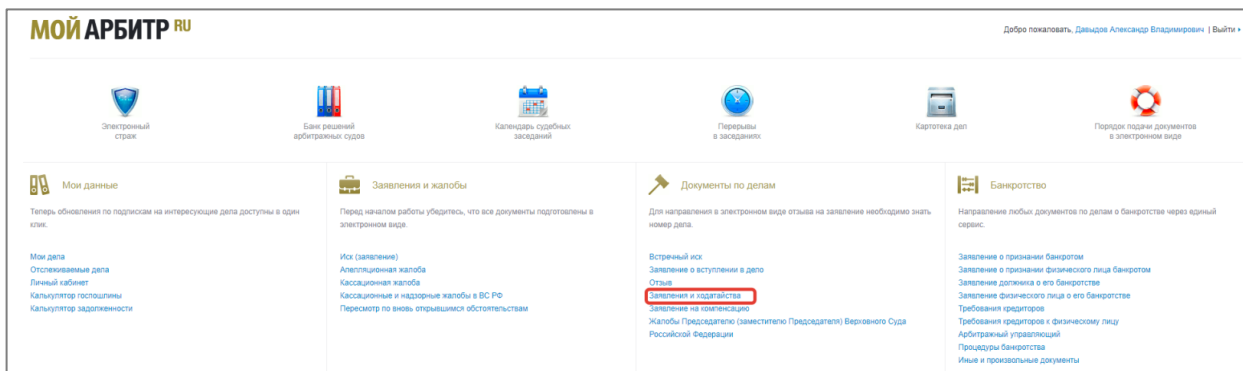 МОЙ АРБИТР RU
Добро пожаловать, Давыдов Александр Владимирович | Выйти
Электронный
страж
Банк решений
арбитражных судов
Календарь судебных
заседаний
Перерывы
в заседаниях
Картотека дел
Порядок подачи документов
в электронном виде
Мои данные
Теперь обновления по подпискам на интересующие дела доступны в один
клик.
Мои дела
Отслеживаемые дела
Личный кабинет
Калькулятор госпошлины
Калькулятор задолженности
Заявления и жалобы
Перед началом работы убедитесь, что все документы подготовлены в
электронном виде.
Иск (заявление)
Апелляционная жалоба
Кассационная жалоба
Кассационные и надзорные жалобы в ВС РФ
Пересмотр по вновь открывшимся обстоятельствам
Документы по делам
Для направления в электронном виде отзыва на заявление необходимо знать
номер дела.
Встречный иск
Заявление о вступлении в дело
Отзыв
Заявления и ходатайства
Заявление на компенсацию
Жалобы Председателю (заместителю Председателя) Верховного Суда
Российской Федерации
Банкротство
Направление любых документов по делам о банкротстве через единый
сервис.
Заявление о признании банкротом
Заявление о признании физического лица банкротом
Заявление должника о его банкротстве
Заявление физического лица о его банкротстве
Требования кредиторов
Требования кредиторов к физическому лицу
Арбитражный управляющий
Процедуры банкротства
Иные и произвольные документы